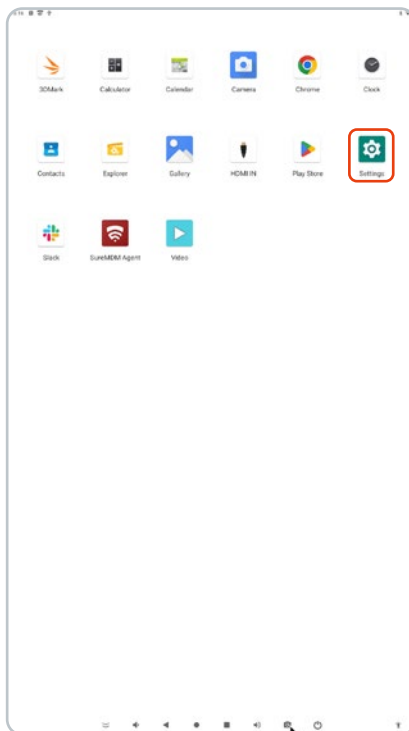 3DMark Calculator Calendar Camera Chrome Clock
Contacts Explorer Gallery HDMI IN Play Store Settings
Slack SureMDM Agent Video